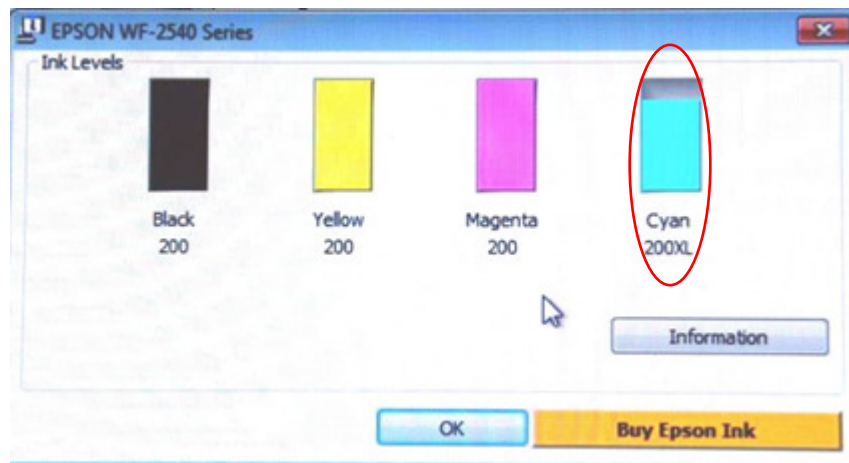 EPSON WF-2540 Series
Ink Levels
Black
200
Yellow
200
Magenta
200
Cyan
200XL
Information
OK
Buy Epson Ink